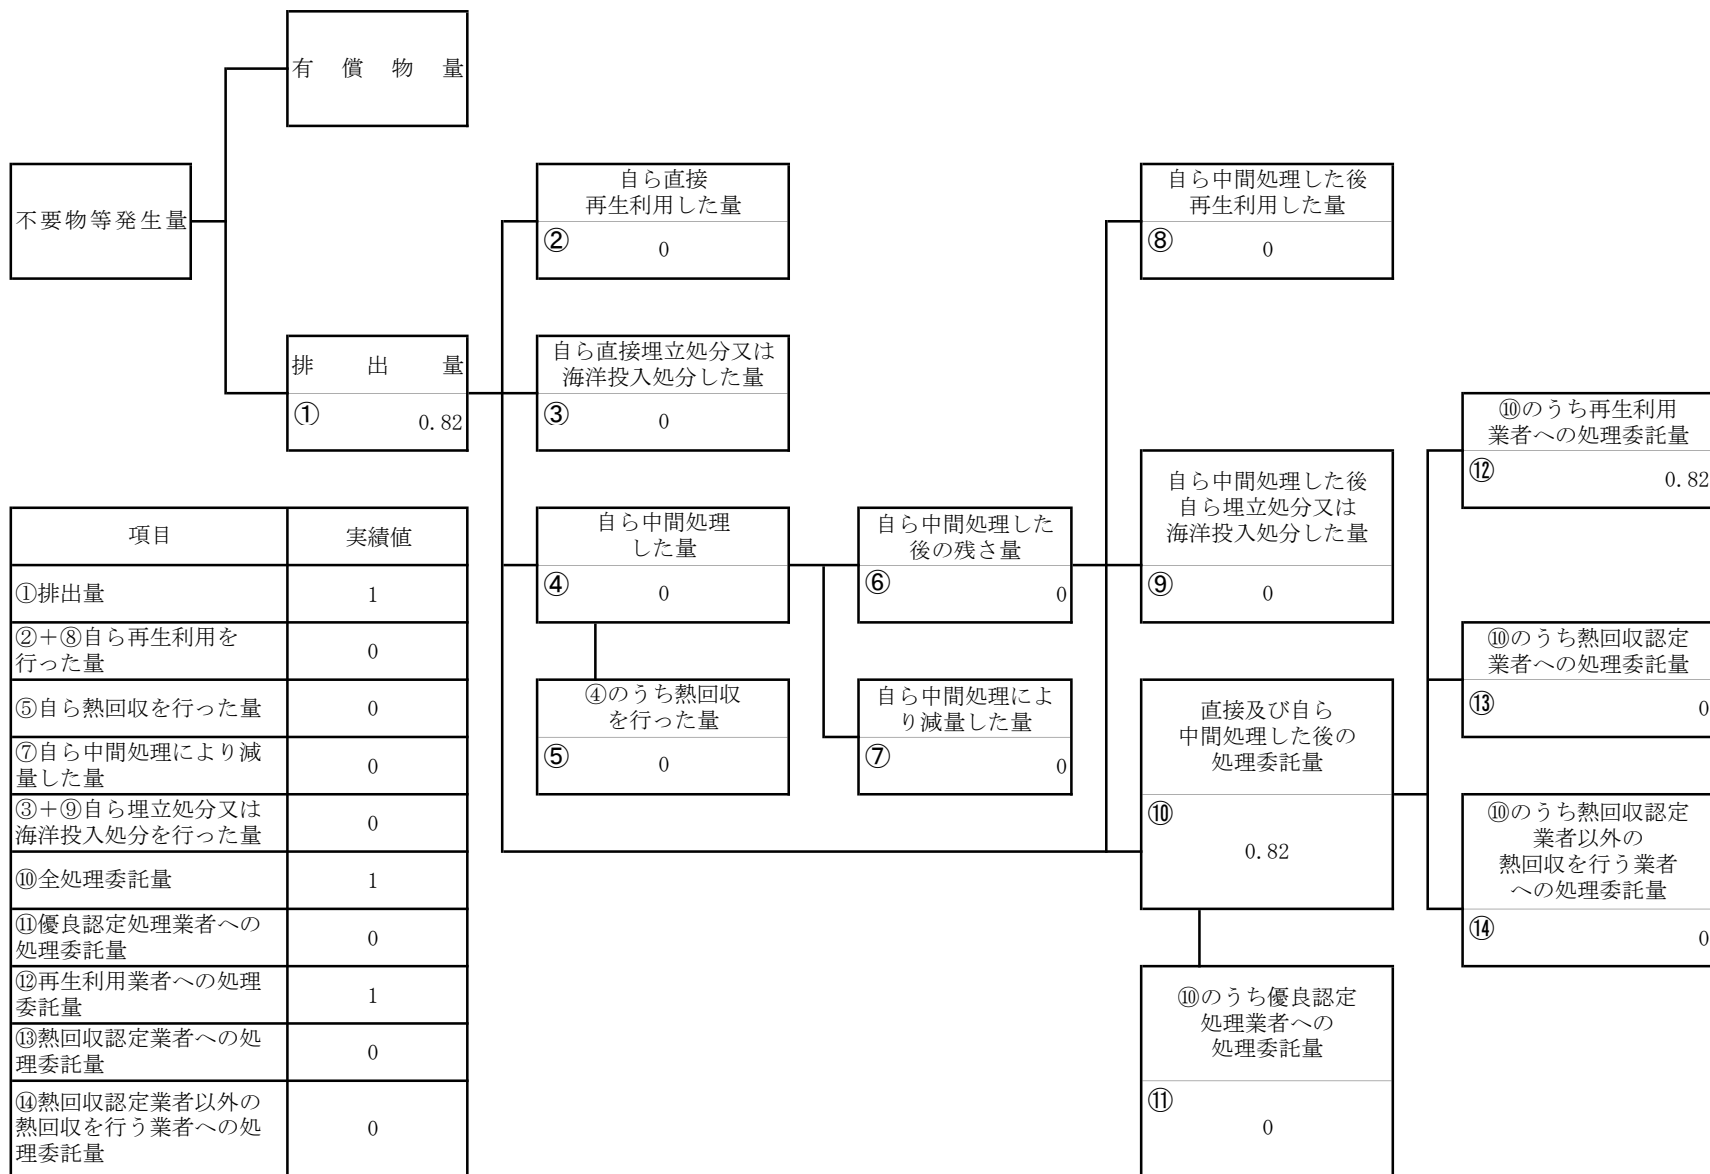 有償物量
不要物等発生量
自ら直接
再生利用した量
② 0
自ら中間処理した後
再生利用した量
⑧ 0
排出量
① 0.82
自ら直接埋立処分又は
海洋投入処分した量
③ 0
⑩のうち再生利用
業者への処理委託量
⑫ 0.82
自ら中間処理
した量
④ 0
自ら中間処理した
後の残さ量
⑥ 0
自ら中間処理した後
自ら埋立処分又は
海洋投入処分した量
⑨ 0
④のうち熱回収
を行った量
⑤ 0
自ら中間処理によ
り減量した量
⑦ 0
直接及び自ら
中間処理した後の
処理委託量
⑩
0.82
⑩のうち熱回収認定
業者への処理委託量
⑬ 0
⑩のうち熱回収認定
業者以外の
熱回収を行う業者
への処理委託量
⑭ 0
⑩のうち優良認定
処理業者への
処理委託量
⑪
0
項目 実績値
①排出量 1
②+⑧自ら再生利用を
行った量 0
⑤自ら熱回収を行った量 0
⑦自ら中間処理により減
量した量 0
③+⑨自ら埋立処分又は
海洋投入処分を行った量 0
⑩全処理委託量 1
⑪優良認定処理業者への
処理委託量 0
⑫再生利用業者への処理
委託量 1
⑬熱回収認定業者への処
理委託量 0
⑭熱回収認定業者以外の
熱回収を行う業者への処
理委託量 0